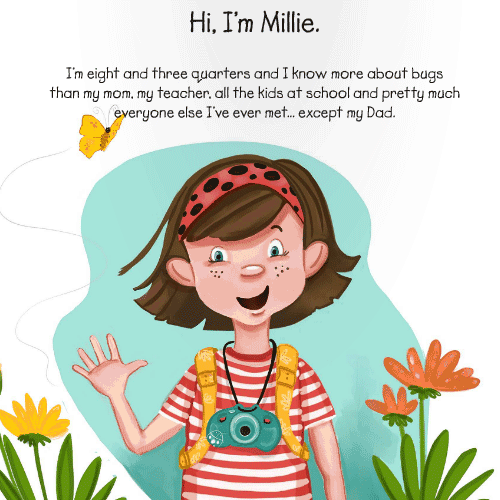 Hi, I'm Millie.
I'm eight and three quarters and I know more about bugs
than my mom, my teacher, all the kids at school and pretty much
everyone else I've ever met... except my Dad.